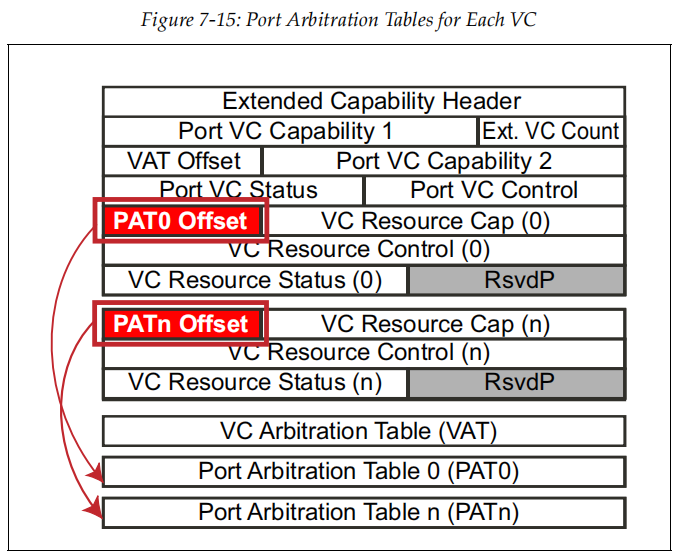 Figure 7-15: Port Arbitration Tables for Each VC
Extended Capability Header
Port VC Capability 1 Ext. VC Count
VAT Offset Port VC Capability 2
Port VC Status Port VC Control
PAT0 Offset VC Resource Cap (0)
VC Resource Control (0)
VC Resource Status (0) RsvdP
PATn Offset VC Resource Cap (n)
VC Resource Control (n)
VC Resource Status (n) RsvdP
VC Arbitration Table (VAT)
Port Arbitration Table 0 (PAT0)
Port Arbitration Table n (PATn)